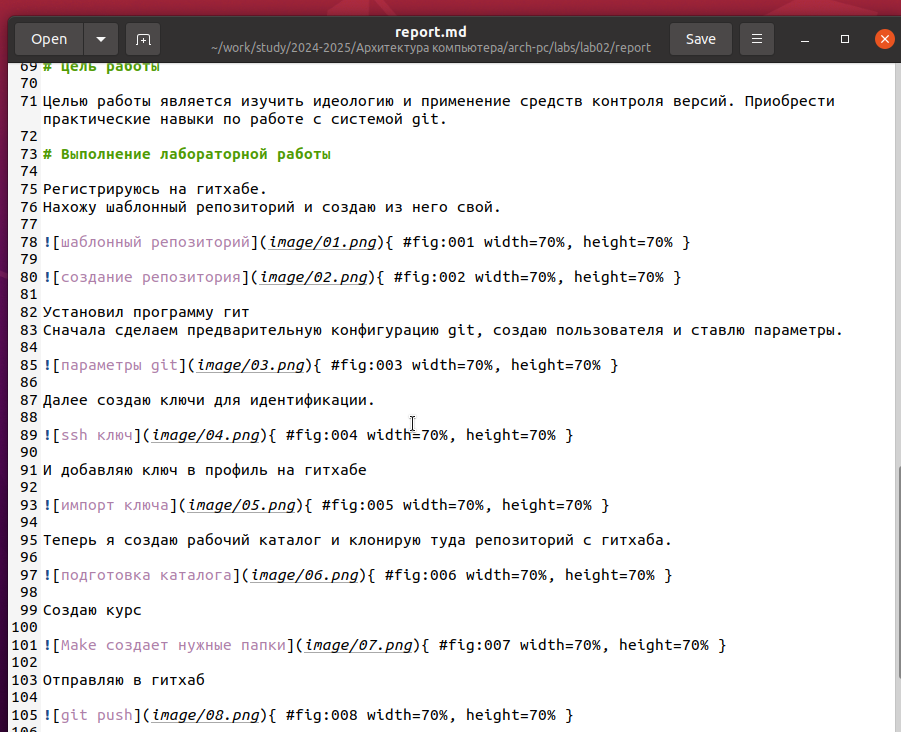 Open
report.md
~/work/study/2024-2025/Архитектура компьютера/arch-pc/labs/lab02/report
Save
69 # Цель работы
70
71 Целью работы является изучить идеологию и применение средств контроля версий. Приобрести
практические навыки по работе с системой git.
72
73 # Выполнение лабораторной работы
74
75 Регистрируюсь на гитхабе.
76 Нахожу шаблонный репозиторий и создаю из него свой.
77
78 ![шаблонный репозиторий](image/01.png){ #fig:001 width=70%, height=70% }
79
80 ![создание репозитория](image/02.png){ #fig:002 width=70%, height=70% }
81
82 Установил программу гит
83 Сначала сделаем предварительную конфигурацию git, создаю пользователя и ставлю параметры.
84
85 ![параметры git](image/03.png){ #fig:003 width=70%, height=70% }
86
87 Далее создаю ключи для идентификации.
88
89 ![ssh ключ](image/04.png){ #fig:004 width=70%, height=70% }
90
91 И добавляю ключ в профиль на гитхабе
92
93 ![импорт ключа](image/05.png){ #fig:005 width=70%, height=70% }
94
95 Теперь я создаю рабочий каталог и клонирую туда репозиторий с гитхаба.
96
97 ![подготовка каталога](image/06.png){ #fig:006 width=70%, height=70% }
98
99 Создаю курс
100
101 ![Make создает нужные папки](image/07.png){ #fig:007 width=70%, height=70% }
102
103 Отправляю в гитхаб
104
105 ![git push](image/08.png){ #fig:008 width=70%, height=70% }
106